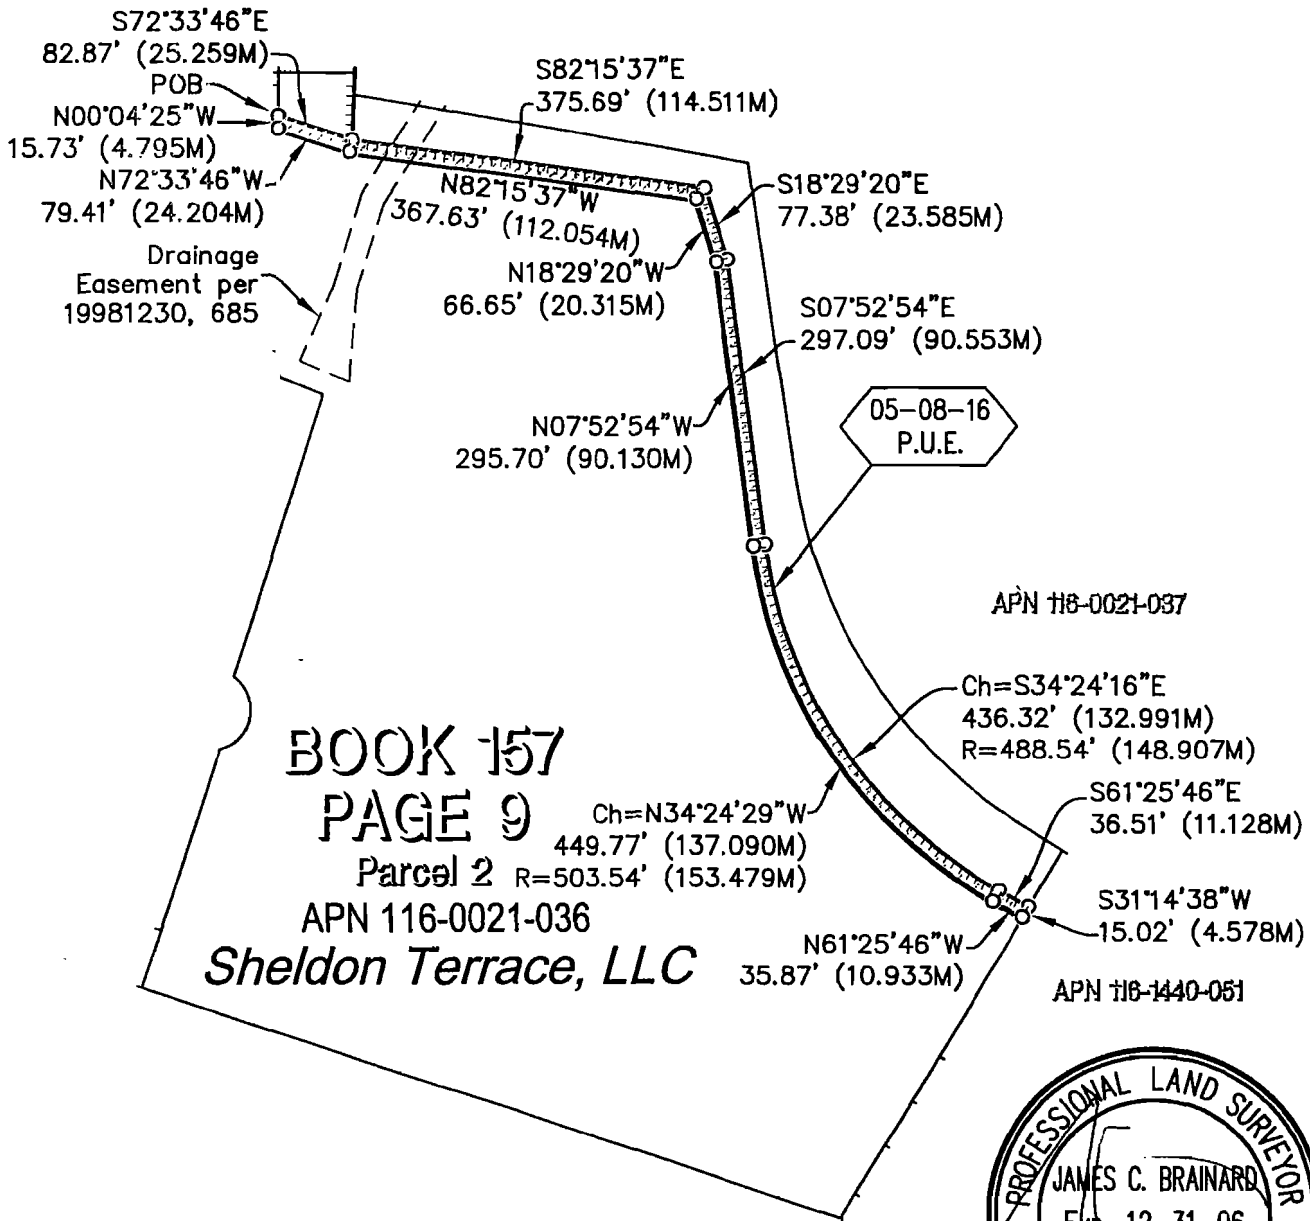 S72°33'46"E
82.87' (25.259M)
POB
N00°04'25"W
15.73' (4.795M)
N72°33'46"W
79.41' (24.204M)
Drainage
Easement per
19981230, 685
S82°15'37"E
375.69' (114.511M)
N82°15'37"W
367.63' (112.054M)
S18°29'20"E
77.38' (23.585M)
N18°29'20"W
66.65' (20.315M)
S07°52'54"E
297.09' (90.553M)
N07°52'54"W
295.70' (90.130M)
05-08-16
P.U.E.
APN 116-0021-037
Ch=S34°24'16"E
436.32' (132.991M)
R=488.54' (148.907M)
S61°25'46"E
36.51' (11.128M)
BOOK 157
PAGE 9
Parcel 2
APN 116-0021-036
Sheldon Terrace, LLC
Ch=N34°24'29"W
449.77' (137.090M)
R=503.54' (153.479M)
S31°14'38"W
15.02' (4.578M)
N61°25'46"W
35.87' (10.933M)
APN 116-1440-051
PROFESSIONAL LAND SURVEYOR
JAMES C. BRAINARD
Exp. 12-31-06